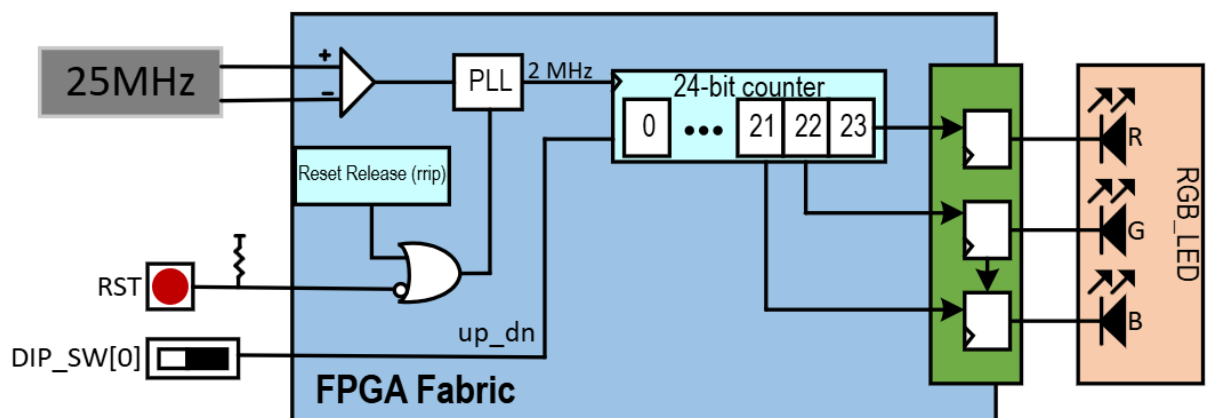 25MHz
+
−
PLL
2 MHz
24-bit counter
0
•••
21
22
23
Reset Release (rrip)
RST
DIP_SW[0]
up_dn
FPGA Fabric
R
G
B
RGB_LED